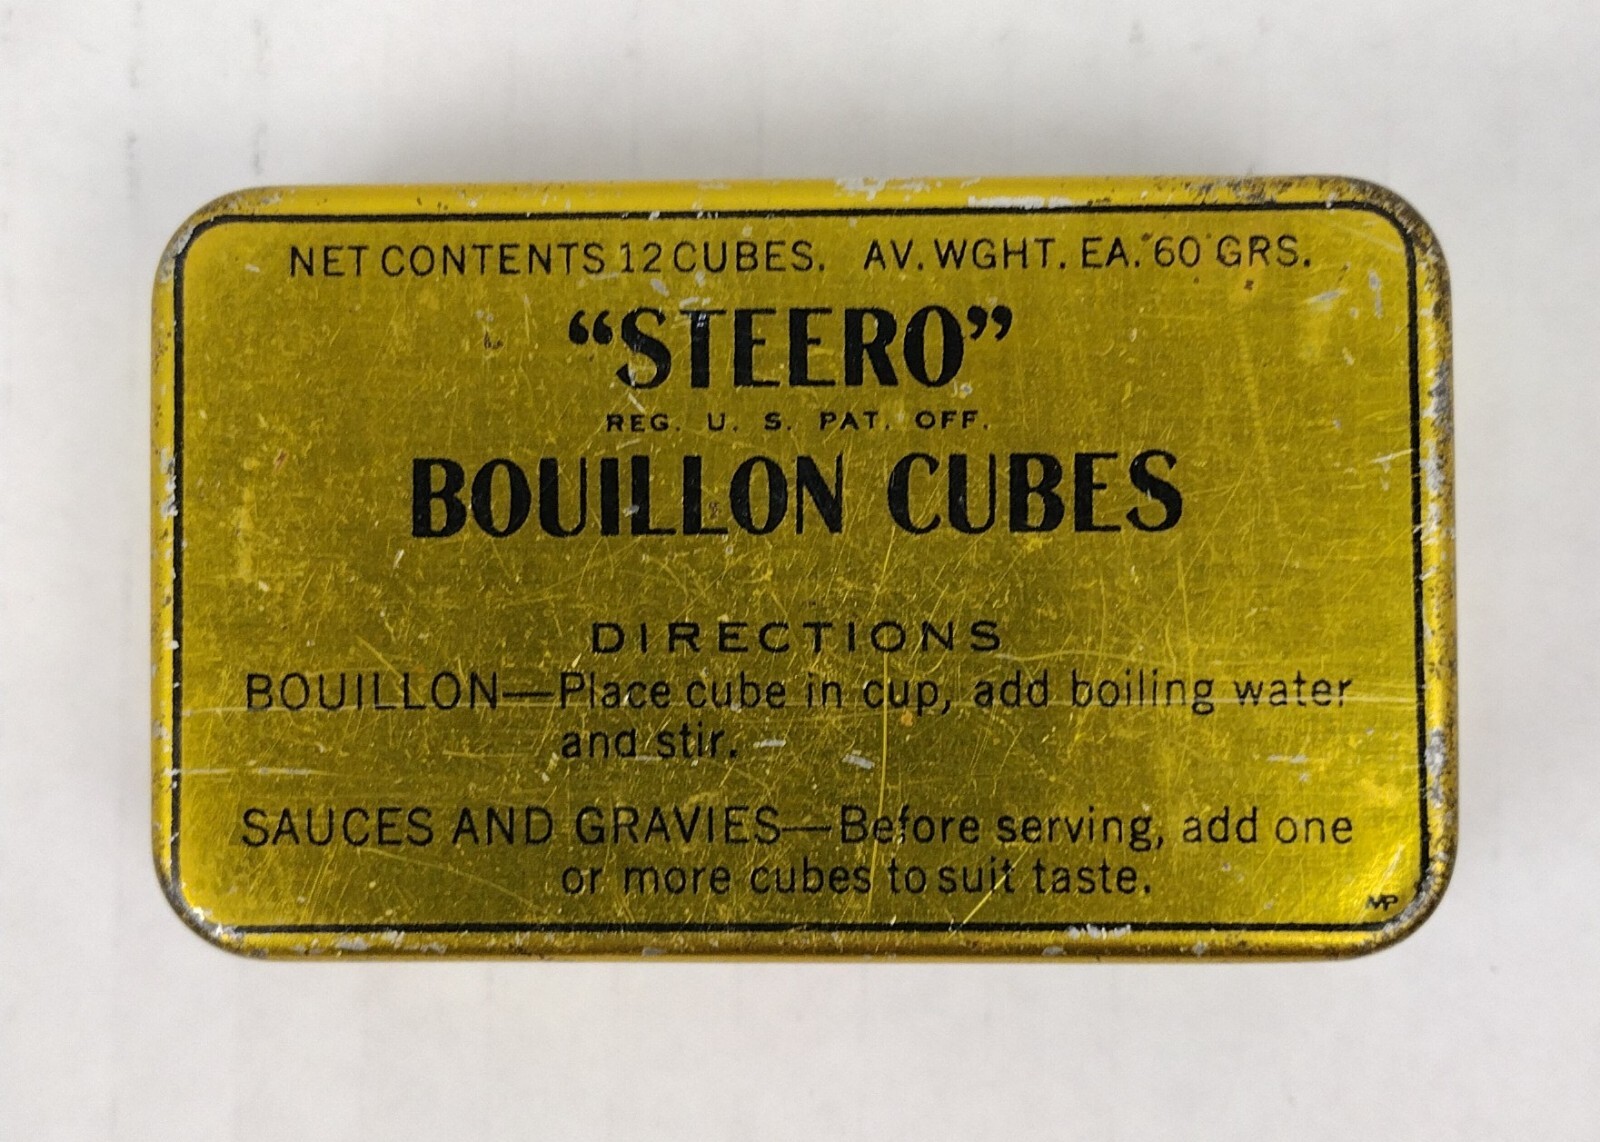 NET CONTENTS 12 CUBES. AV. WGHT. EA. 60 GRS.
“STEERO”
REG. U. S. PAT. OFF.
BOUILLON CUBES
DIRECTIONS
BOUILLON—Place cube in cup, add boiling water
and stir.
SAUCES AND GRAVIES—Before serving, add one
or more cubes to suit taste.
MP